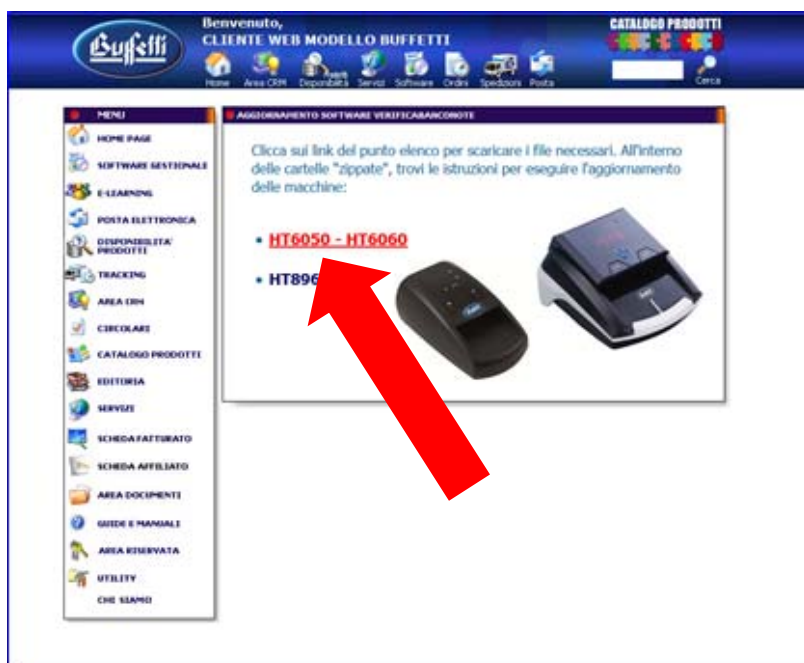 Buffetti
Benvenuto,
CLIENTE WEB MODELLO BUFFETTI
CATALOGO PRODOTTI
Home Area CRM Disponibilità Servizi Software Ordini Spedizioni Posta
Cerca
MENU
HOME PAGE
SOFTWARE GESTIONALE
E-LEARNING
POSTA ELETTRONICA
DISPONIBILITA'
PRODOTTI
TRACKING
AREA CRM
CIRCOLARI
CATALOGO PRODOTTI
EDITORIA
SERVIZI
SCHEDA FATTURATO
SCHEDA AFFILIATO
AREA DOCUMENTI
GUIDE E MANUALI
AREA RISERVATA
UTILITY
CHI SIAMO
AGGIORNAMENTO SOFTWARE VERIFICABANCONOTE
Clicca sui link del punto elenco per scaricare i file necessari. All'interno
delle cartelle "zippate", trovi le istruzioni per eseguire l'aggiornamento
delle macchine:
• HT6050 - HT6060
• HT896